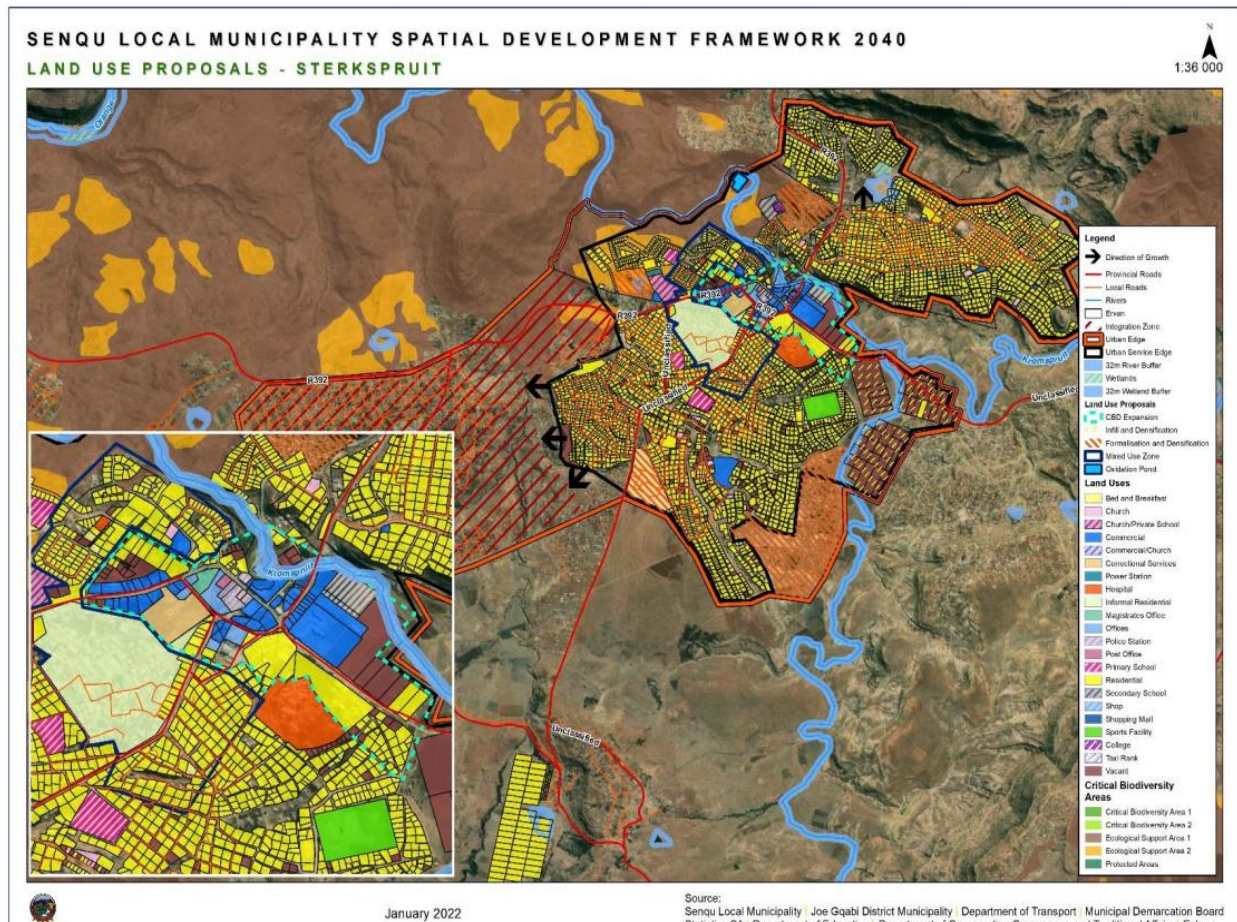 SENQU LOCAL MUNICIPALITY SPATIAL DEVELOPMENT FRAMEWORK 2040
LAND USE PROPOSALS - STERKSPRUIT
N
1:36 000
Orange
R392
R392
R392
R392
R392
Unclassified
Unclassified
Unclassified
Unclassified
Kromspruit
Kromspruit
Legend
Direction of Growth
Provincial Roads
Local Roads
Rivers
Erven
Integration Zone
Urban Edge
Urban Service Edge
32m River Buffer
Wetlands
32m Wetland Buffer
Land Use Proposals
CBD Expansion
Infill and Densification
Formalisation and Densification
Mixed Use Zone
Oxidation Pond
Land Uses
Bed and Breakfast
Church
Church/Private School
Commercial
Commercial/Church
Correctional Services
Power Station
Hospital
Informal Residential
Magistrates Office
Offices
Police Station
Post Office
Primary School
Residential
Secondary School
Shop
Shopping Mall
Sports Facility
College
Taxi Rank
Vacant
Critical Biodiversity
Areas
Critical Biodiversity Area 1
Critical Biodiversity Area 2
Ecological Support Area 1
Ecological Support Area 2
Protected Areas
January 2022
Source:
Senqu Local Municipality | Joe Gqabi District Municipality | Department of Transport | Municipal Demarcation Board